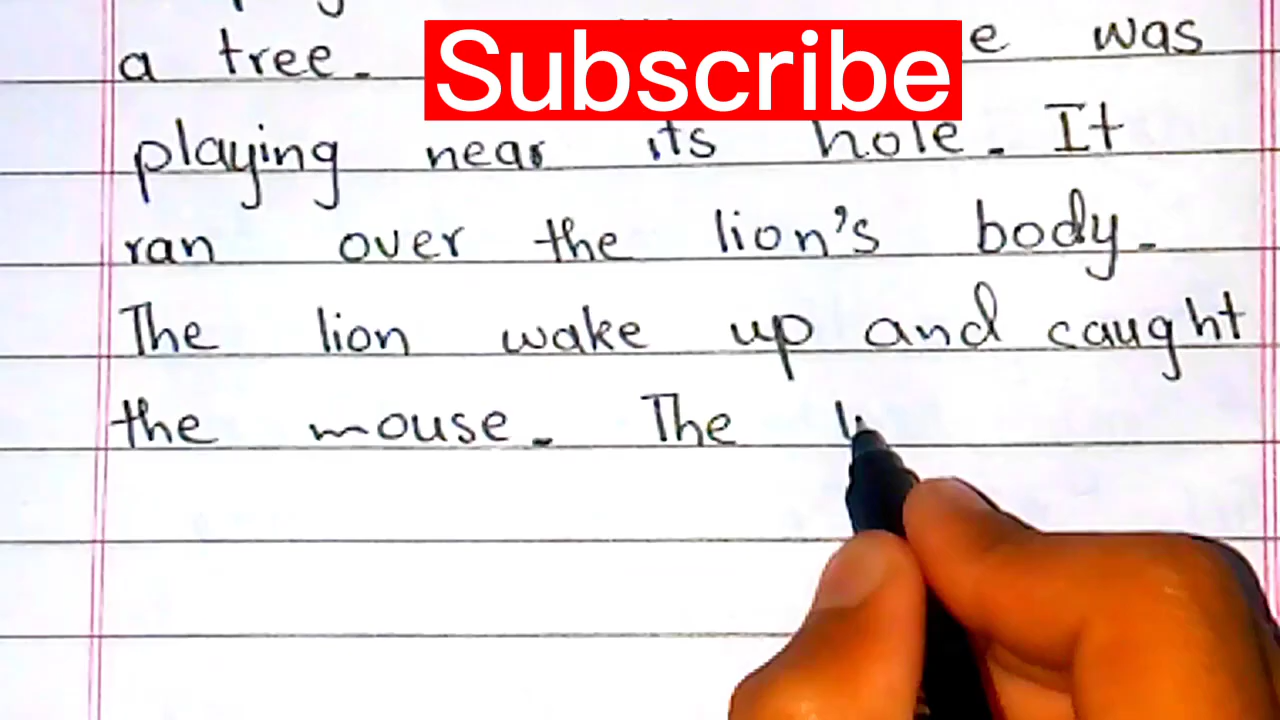 a tree.
Subscribe
was
playing near its hole. It
ran over the lion's body.
The lion wake up and caught
the mouse. The